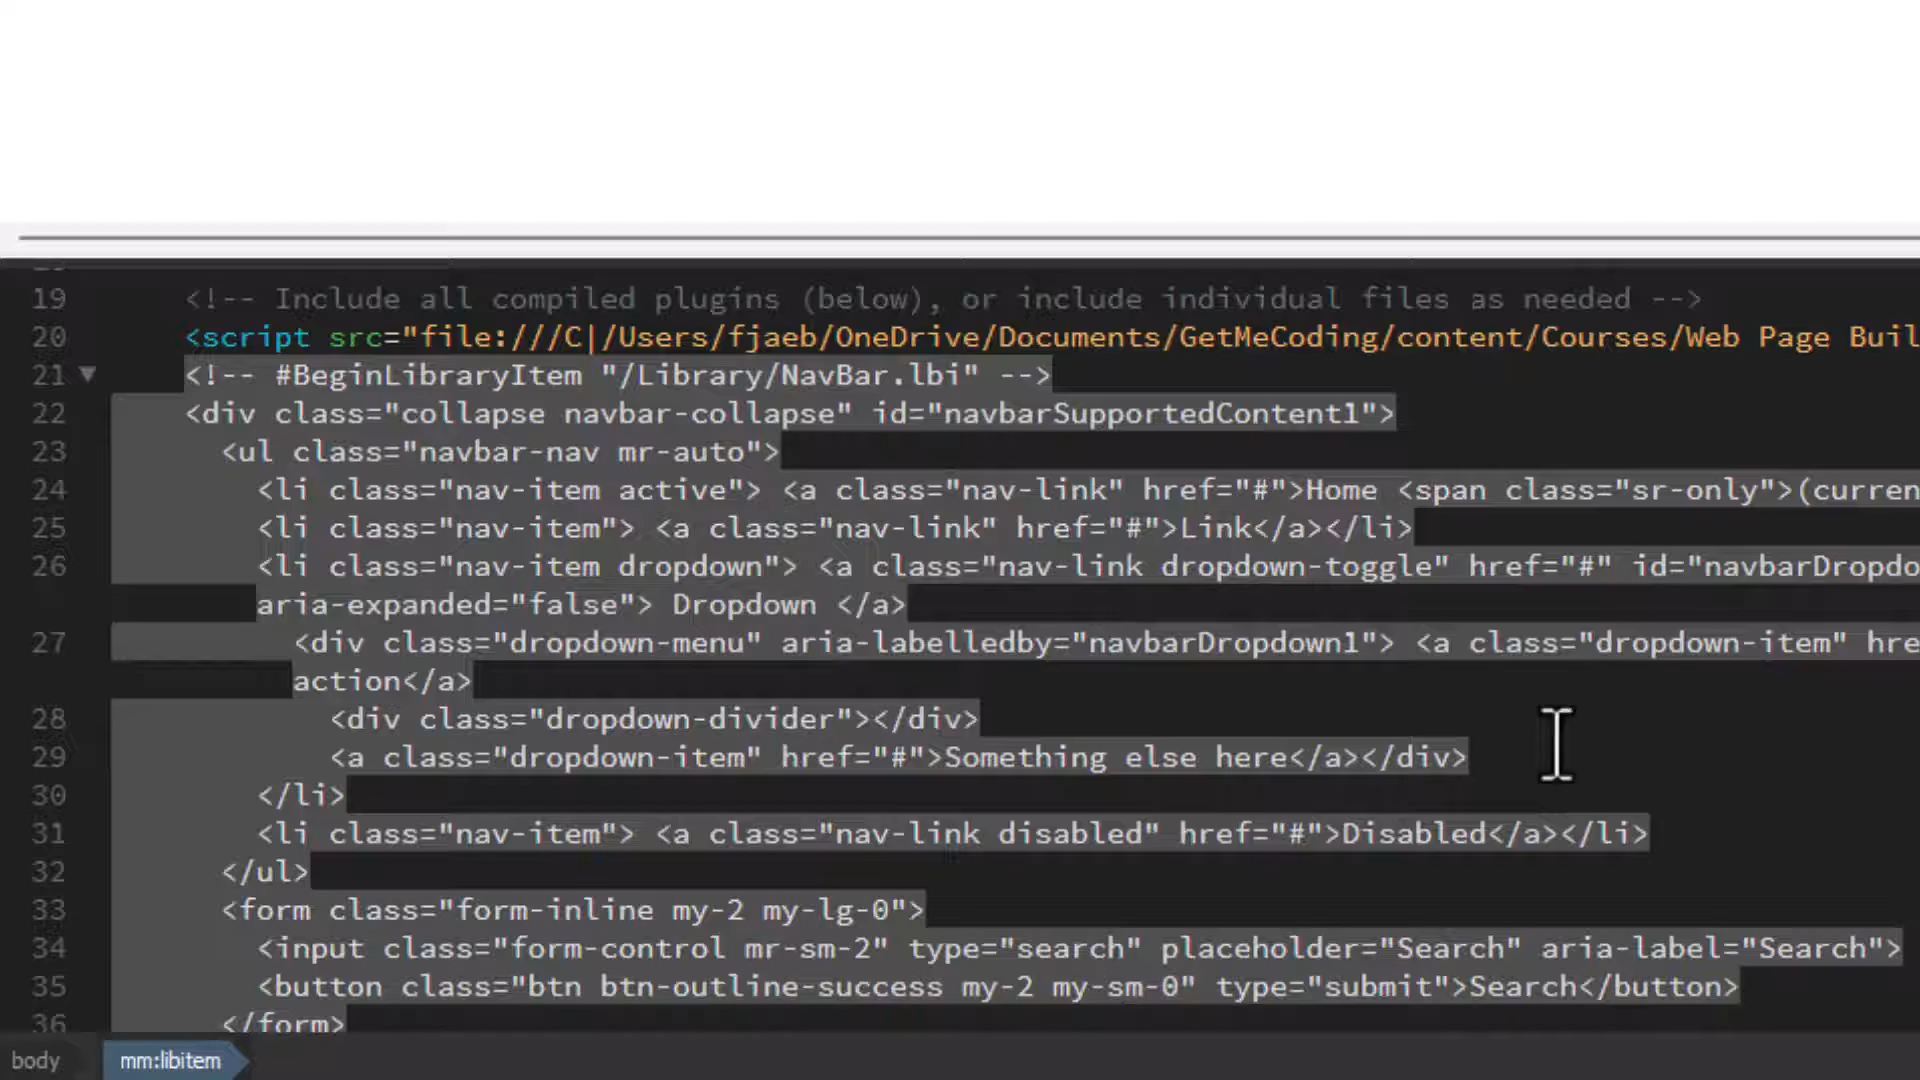 19 <!-- Include all compiled plugins (below), or include individual files as needed -->
20 <script src="file:///C|/Users/fjaeb/OneDrive/Documents/GetMeCoding/content/Courses/Web Page Buil
21 <!-- #BeginLibraryItem "/Library/NavBar.lbi" -->
22 <div class="collapse navbar-collapse" id="navbarSupportedContent1">
23 <ul class="navbar-nav mr-auto">
24 <li class="nav-item active"> <a class="nav-link" href="#">Home <span class="sr-only">(curren
25 <li class="nav-item"> <a class="nav-link" href="#">Link</a></li>
26 <li class="nav-item dropdown"> <a class="nav-link dropdown-toggle" href="#" id="navbarDropdo
aria-expanded="false"> Dropdown </a>
27 <div class="dropdown-menu" aria-labelledby="navbarDropdown1"> <a class="dropdown-item" hre
action</a>
28 <div class="dropdown-divider"></div>
29 <a class="dropdown-item" href="#">Something else here</a></div>
30 </li>
31 <li class="nav-item"> <a class="nav-link disabled" href="#">Disabled</a></li>
32 </ul>
33 <form class="form-inline my-2 my-lg-0">
34 <input class="form-control mr-sm-2" type="search" placeholder="Search" aria-label="Search">
35 <button class="btn btn-outline-success my-2 my-sm-0" type="submit">Search</button>
36 </form>
body mm:libitem